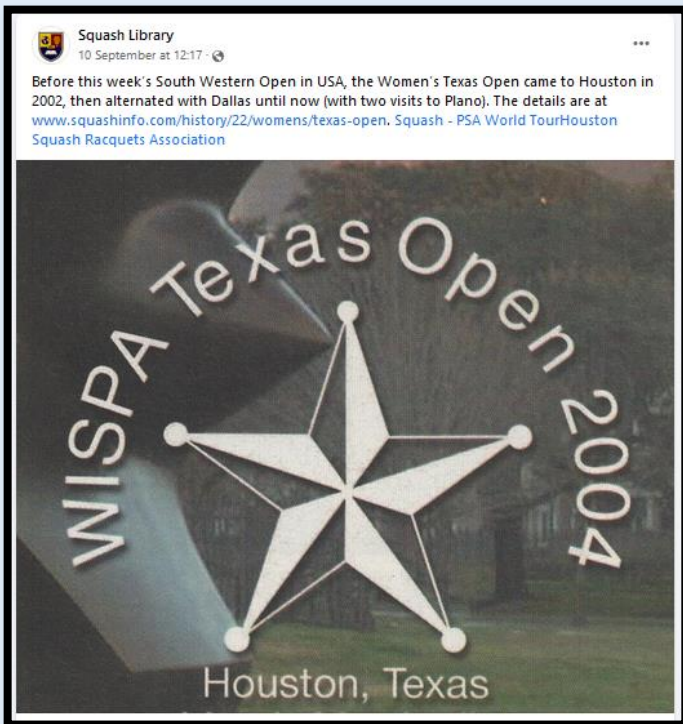 Squash Library
10 September at 12:17 ·
Before this week's South Western Open in USA, the Women's Texas Open came to Houston in
2002, then alternated with Dallas until now (with two visits to Plano). The details are at
www.squashinfo.com/history/22/womens/texas-open. Squash - PSA World TourHouston
Squash Racquets Association
WISPA Texas Open 2004
Houston, Texas